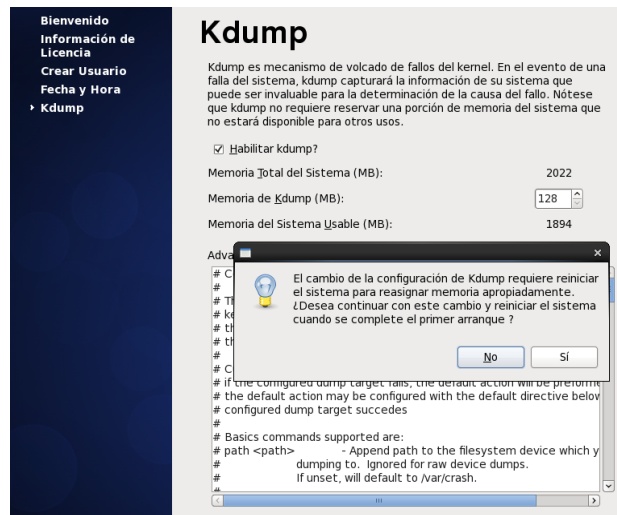 Bienvenido
Información de
Licencia
Crear Usuario
Fecha y Hora
Kdump
Kdump
Kdump es mecanismo de volcado de fallos del kernel. En el evento de una
falla del sistema, kdump capturará la información de su sistema que
puede ser invaluable para la determinación de la causa del fallo. Nótese
que kdump no requiere reservar una porción de memoria del sistema que
no estará disponible para otros usos.
Habilitar kdump?
Memoria Total del Sistema (MB): 2022
Memoria de Kdump (MB): 128
Memoria del Sistema Usable (MB): 1894
Adva
# C
#
# Th
# ke
# th
# th
#
# C
El cambio de la configuración de Kdump requiere reiniciar
el sistema para reasignar memoria apropiadamente.
¿Desea continuar con este cambio y reiniciar el sistema
cuando se complete el primer arranque ?
No Sí
# if the configured dump target fails, the default action will be preforme
# the default action may be configured with the default directive below
# configured dump target succedes
#
# Basics commands supported are:
# path <path> - Append path to the filesystem device which y
# dumping to. Ignored for raw device dumps.
# If unset, will default to /var/crash.
#